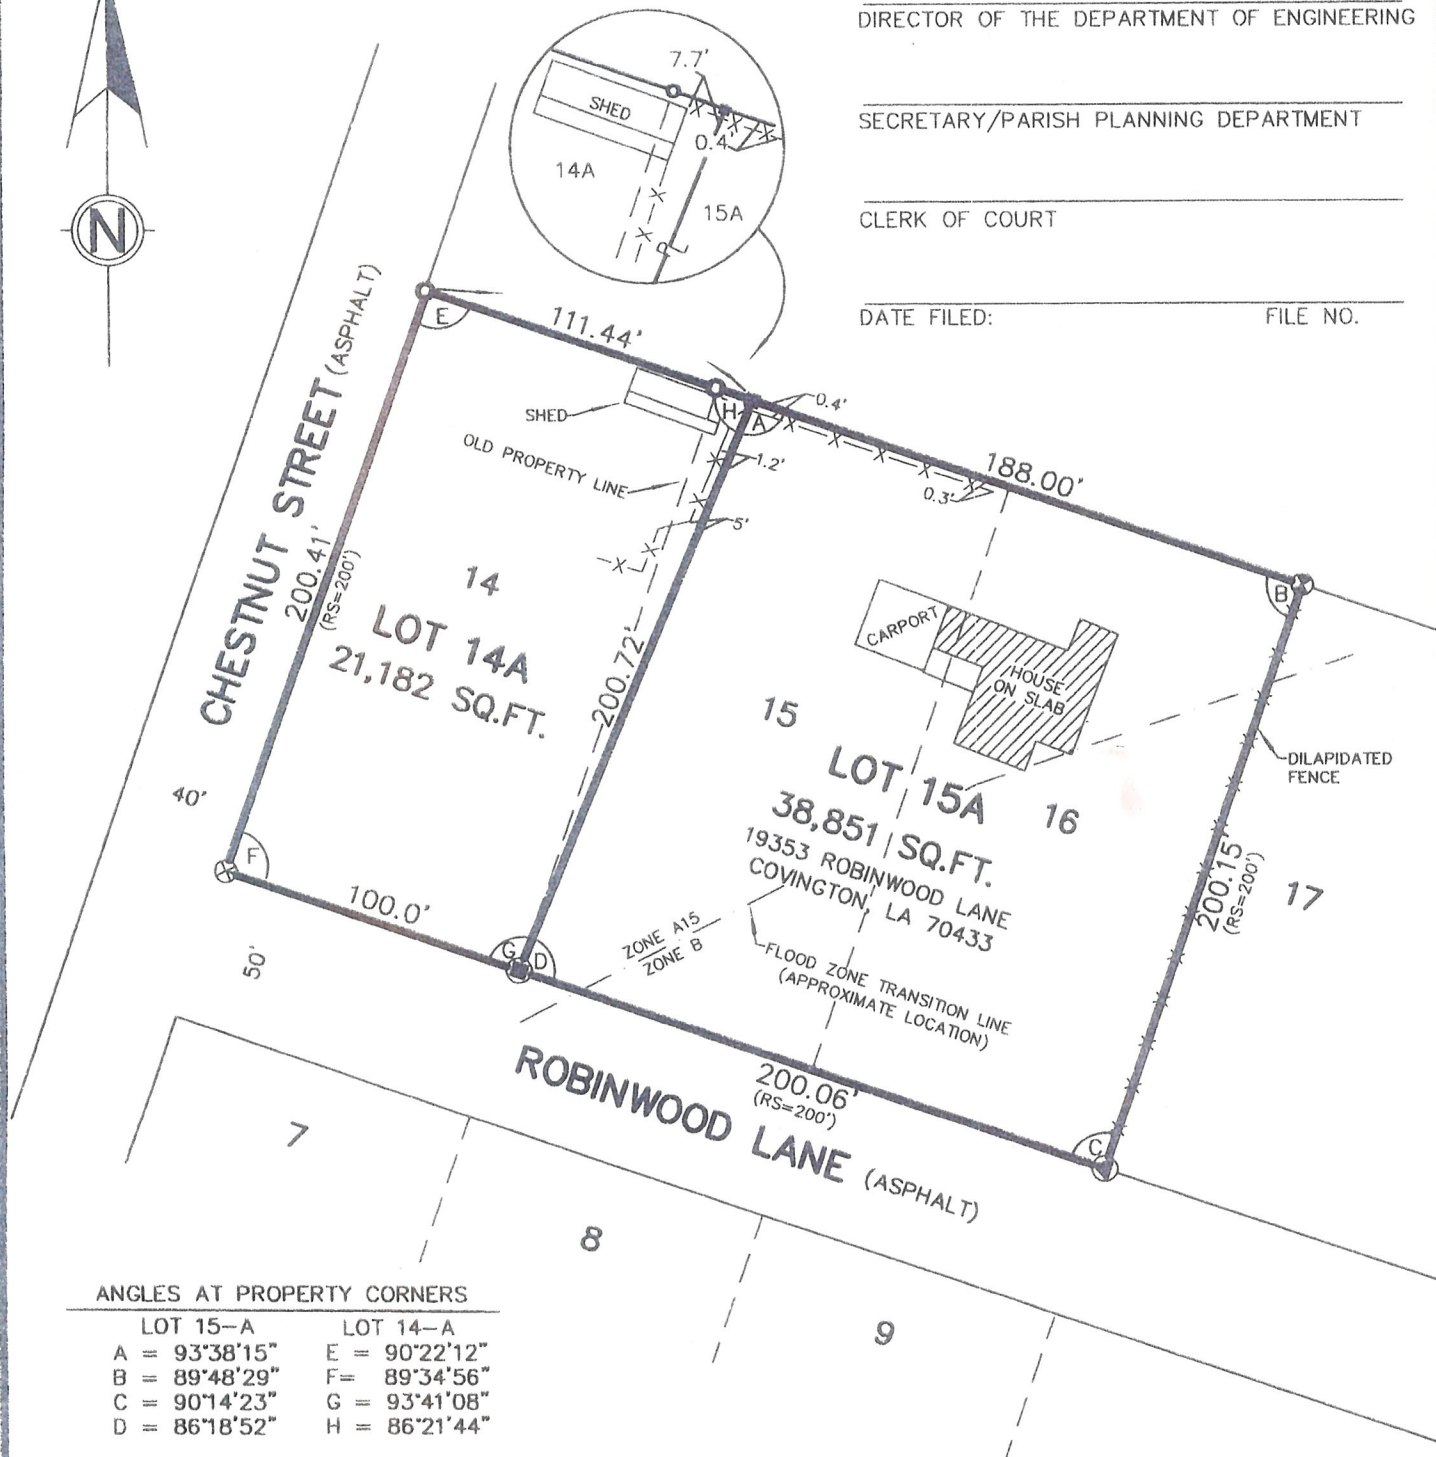 DIRECTOR OF THE DEPARTMENT OF ENGINEERING
SECRETARY/PARISH PLANNING DEPARTMENT
CLERK OF COURT
DATE FILED: FILE NO.
N
7.7'
SHED
0.4'
14A
15A
CHESTNUT STREET (ASPHALT)
E
111.44'
H
A
0.4'
SHED
OLD PROPERTY LINE
1.2'
5'
188.00'
0.3'
B
200.41'
(RS=200')
14
LOT 14A
21,182 SQ.FT.
200.72'
CARPORT
HOUSE
ON SLAB
15
LOT 15A
38,851 SQ.FT.
19353 ROBINWOOD LANE
COVINGTON, LA 70433
16
DILAPIDATED
FENCE
200.15'
(RS=200')
17
40'
F
100.0'
50'
G
D
ZONE A15
ZONE B
FLOOD ZONE TRANSITION LINE
(APPROXIMATE LOCATION)
200.06'
(RS=200')
C
ROBINWOOD LANE (ASPHALT)
7
8
9
ANGLES AT PROPERTY CORNERS
LOT 15-A LOT 14-A
A = 93°38'15" E = 90°22'12"
B = 89°48'29" F= 89°34'56"
C = 90°14'23" G = 93°41'08"
D = 86°18'52" H = 86°21'44"